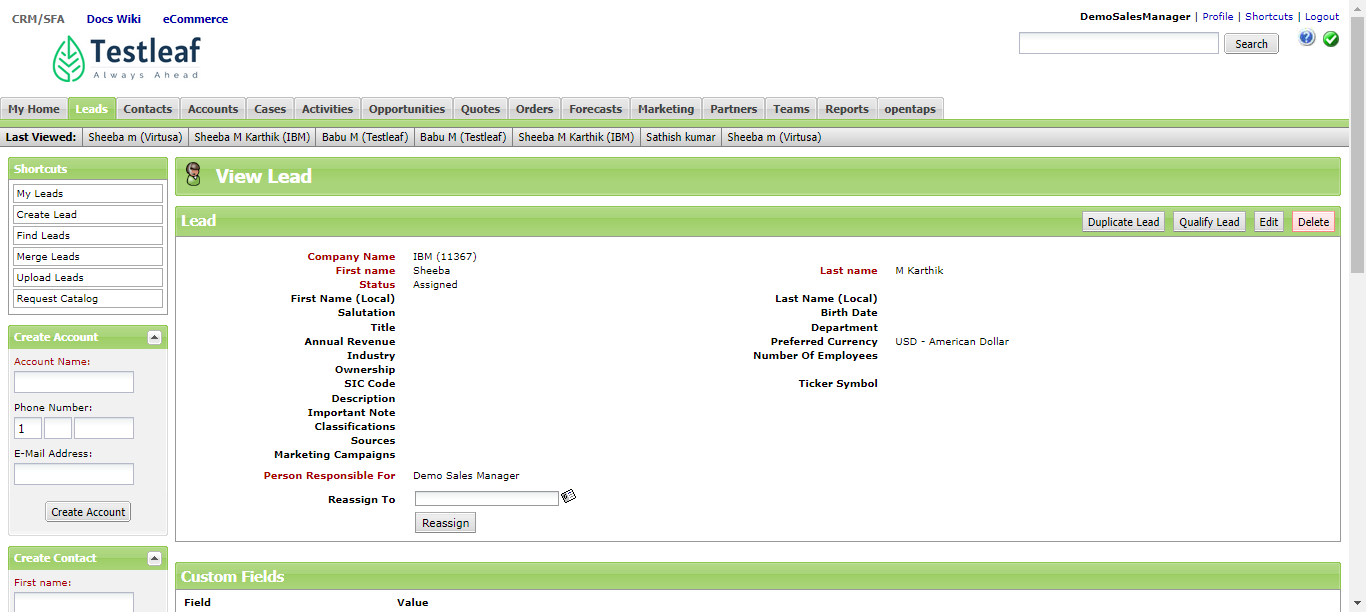 CRM/SFA Docs Wiki eCommerce
DemoSalesManager | Profile | Shortcuts | Logout
Testleaf
Always Ahead
Search
?
My Home Leads Contacts Accounts Cases Activities Opportunities Quotes Orders Forecasts Marketing Partners Teams Reports opentaps
Last Viewed: Sheeba m (Virtusa) Sheeba M Karthik (IBM) Babu M (Testleaf) Babu M (Testleaf) Sheeba M Karthik (IBM) Sathish kumar Sheeba m (Virtusa)
Shortcuts
My Leads
Create Lead
Find Leads
Merge Leads
Upload Leads
Request Catalog
Create Account
Account Name:
Phone Number:
1
E-Mail Address:
Create Account
Create Contact
First name:
View Lead
Lead
Duplicate Lead Qualify Lead Edit Delete
Company Name IBM (11367)
First name Sheeba Last name M Karthik
Status Assigned
First Name (Local) Last Name (Local)
Salutation Birth Date
Title Department
Annual Revenue Preferred Currency USD - American Dollar
Industry Number Of Employees
Ownership
SIC Code Ticker Symbol
Description
Important Note
Classifications
Sources
Marketing Campaigns
Person Responsible For Demo Sales Manager
Reassign To
Reassign
Custom Fields
Field Value